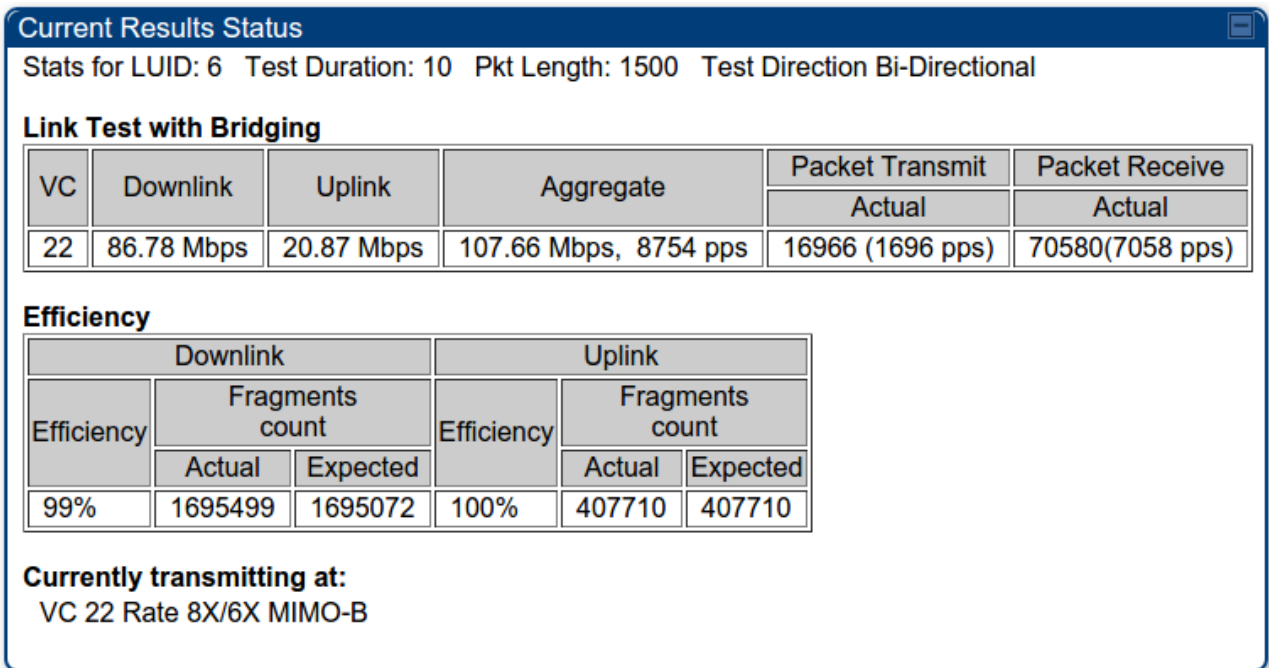 Current Results Status
Stats for LUID: 6 Test Duration: 10 Pkt Length: 1500 Test Direction Bi-Directional
Link Test with Bridging
VC Downlink Uplink Aggregate Packet Transmit Packet Receive
Actual Actual
22 86.78 Mbps 20.87 Mbps 107.66 Mbps, 8754 pps 16966 (1696 pps) 70580(7058 pps)
Efficiency
Downlink Uplink
Efficiency Fragments count Efficiency Fragments count
Actual Expected Actual Expected
99% 1695499 1695072 100% 407710 407710
Currently transmitting at:
VC 22 Rate 8X/6X MIMO-B